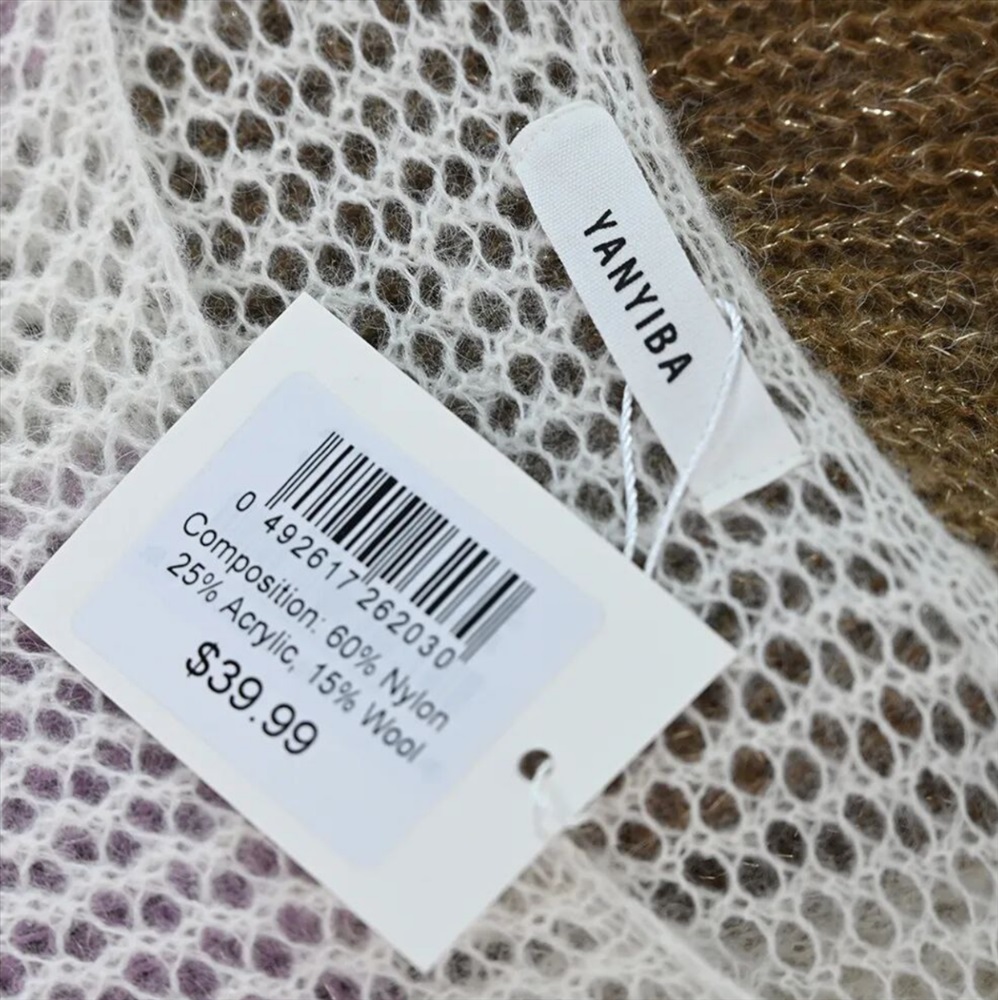 YANYIBA
0 492617 262030
Composition: 60% Nylon
25% Acrylic, 15% Wool
$39.99